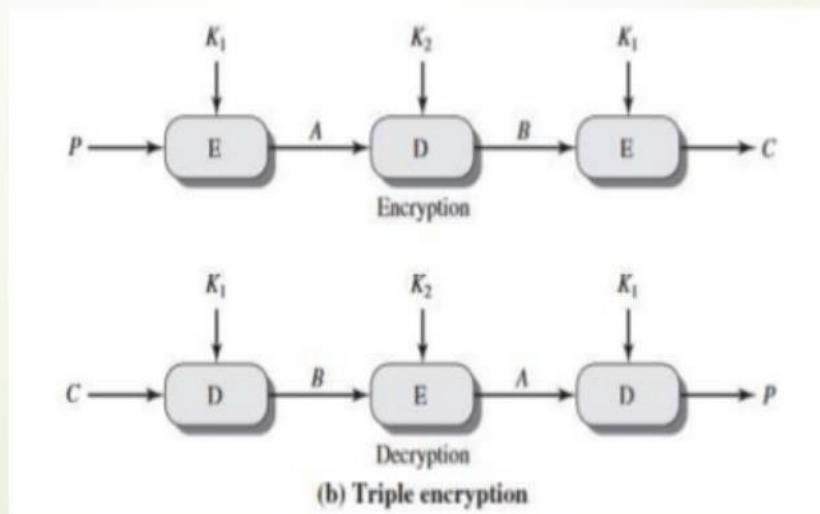 K₁ K₂ K₁
P E A D B E C
Encryption
K₁ K₂ K₁
C D B E A D P
Decryption
(b) Triple encryption